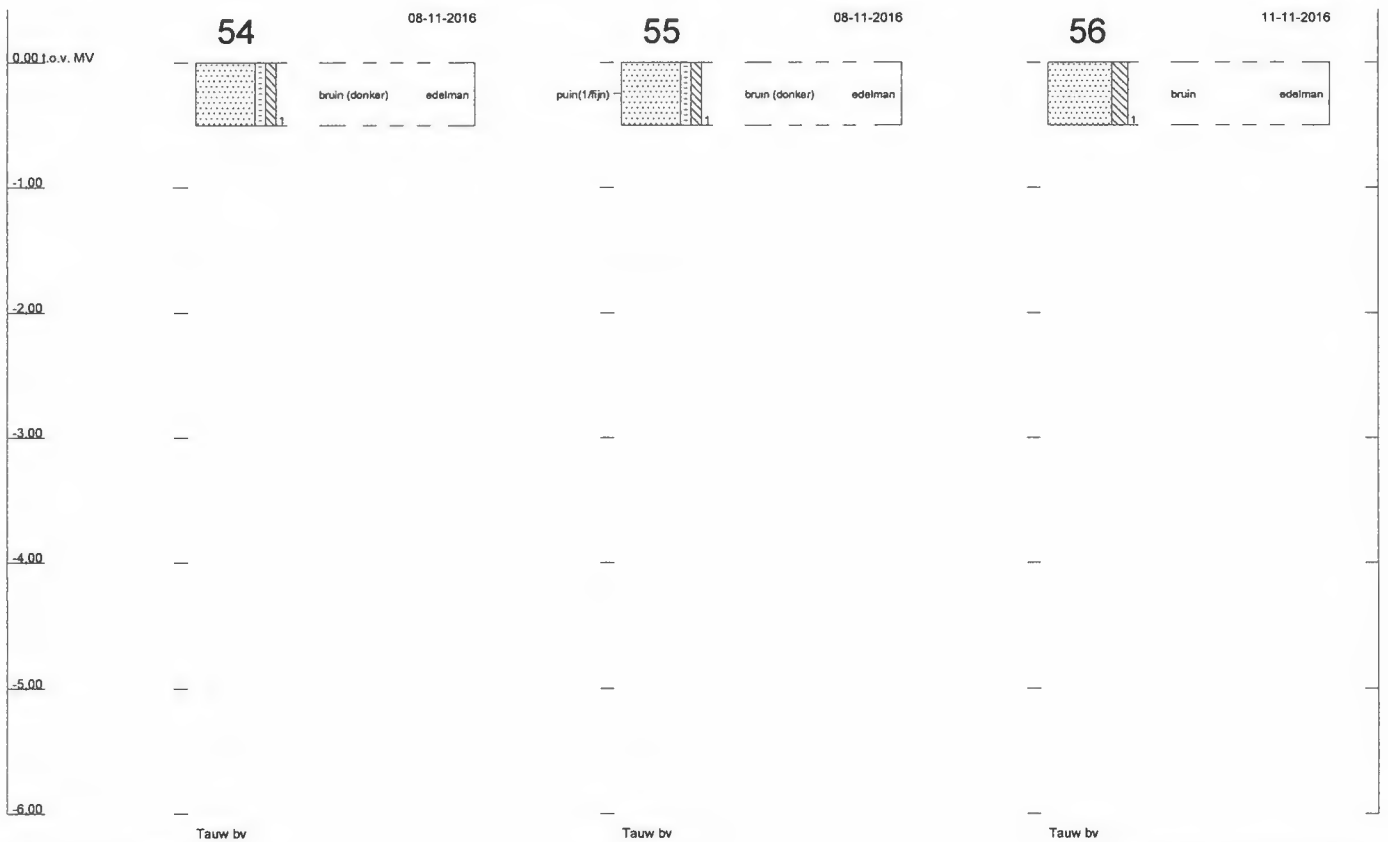 54 08-11-2016 55 08-11-2016 56 11-11-2016
0.00 t.o.v. MV
bruin (donker) edelman puin(1/fijn) bruin (donker) edelman bruin edelman
1 1 1
-1.00
-2.00
-3.00
-4.00
-5.00
-6.00
Tauw bv Tauw bv Tauw bv